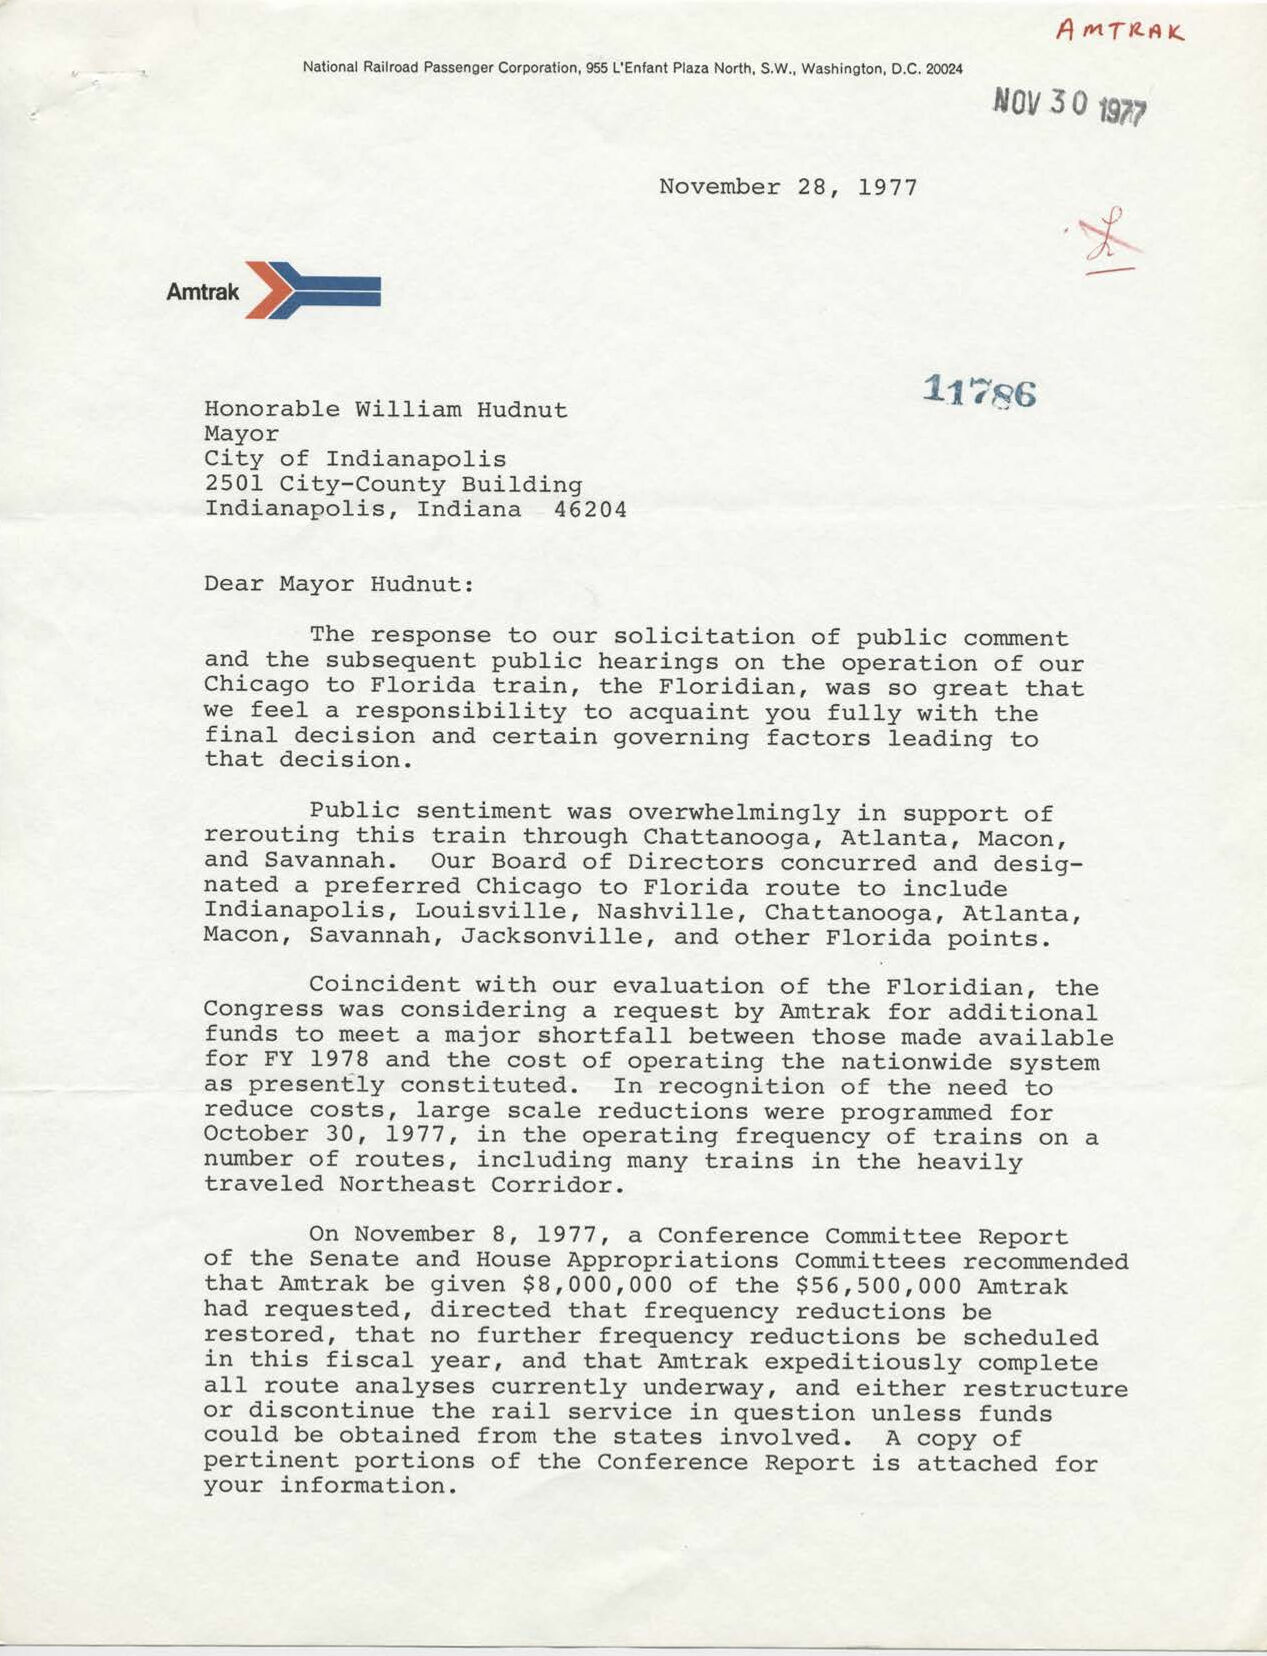 AMTRAK
National Railroad Passenger Corporation, 955 L'Enfant Plaza North, S.W., Washington, D.C. 20024
NOV 30 1977
November 28, 1977
Amtrak
11786
Honorable William Hudnut
Mayor
City of Indianapolis
2501 City-County Building
Indianapolis, Indiana  46204
Dear Mayor Hudnut:
The response to our solicitation of public comment
and the subsequent public hearings on the operation of our
Chicago to Florida train, the Floridian, was so great that
we feel a responsibility to acquaint you fully with the
final decision and certain governing factors leading to
that decision.
Public sentiment was overwhelmingly in support of
rerouting this train through Chattanooga, Atlanta, Macon,
and Savannah.  Our Board of Directors concurred and desig-
nated a preferred Chicago to Florida route to include
Indianapolis, Louisville, Nashville, Chattanooga, Atlanta,
Macon, Savannah, Jacksonville, and other Florida points.
Coincident with our evaluation of the Floridian, the
Congress was considering a request by Amtrak for additional
funds to meet a major shortfall between those made available
for FY 1978 and the cost of operating the nationwide system
as presently constituted.  In recognition of the need to
reduce costs, large scale reductions were programmed for
October 30, 1977, in the operating frequency of trains on a
number of routes, including many trains in the heavily
traveled Northeast Corridor.
On November 8, 1977, a Conference Committee Report
of the Senate and House Appropriations Committees recommended
that Amtrak be given $8,000,000 of the $56,500,000 Amtrak
had requested, directed that frequency reductions be
restored, that no further frequency reductions be scheduled
in this fiscal year, and that Amtrak expeditiously complete
all route analyses currently underway, and either restructure
or discontinue the rail service in question unless funds
could be obtained from the states involved.  A copy of
pertinent portions of the Conference Report is attached for
your information.